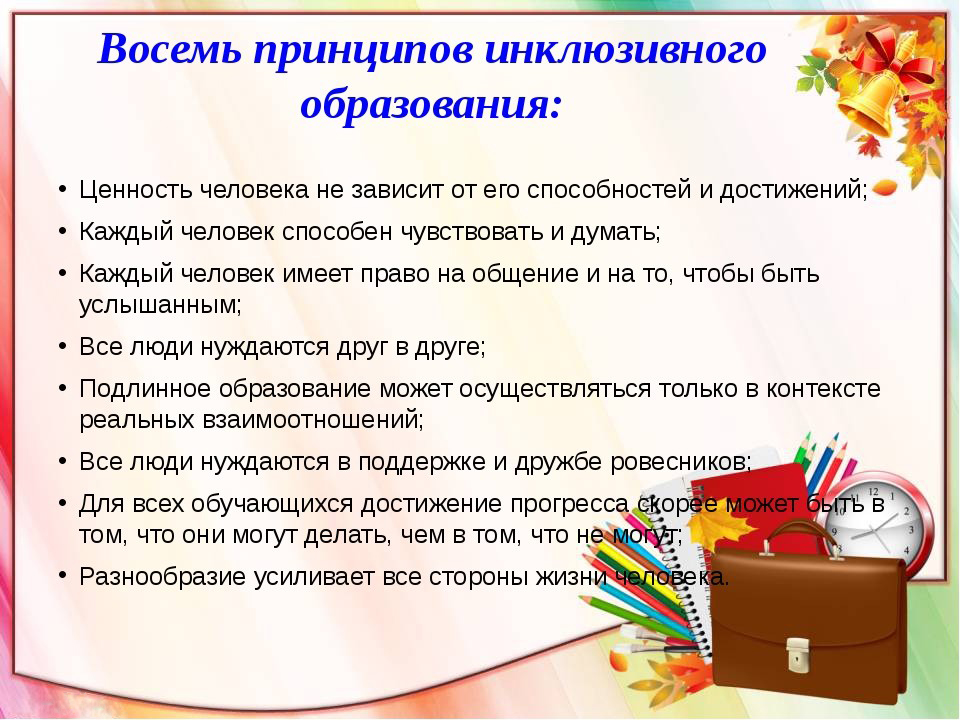 Восемь принципов инклюзивного
образования:
• Ценность человека не зависит от его способностей и достижений;
• Каждый человек способен чувствовать и думать;
• Каждый человек имеет право на общение и на то, чтобы быть
услышанным;
• Все люди нуждаются друг в друге;
• Подлинное образование может осуществляться только в контексте
реальных взаимоотношений;
• Все люди нуждаются в поддержке и дружбе ровесников;
• Для всех обучающихся достижение прогресса скорее может быть в
том, что они могут делать, чем в том, что не могут;
• Разнообразие усиливает все стороны жизни человека.